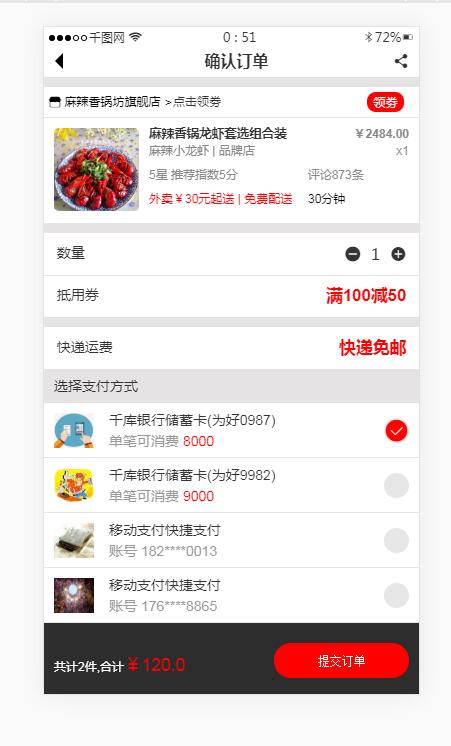 千图网 0：51 72%
确认订单
麻辣香锅坊旗舰店 >点击领券 领券
麻辣香锅龙虾套选组合装 ￥2484.00
麻辣小龙虾 | 品牌店 x1
5星 推荐指数5分 评论873条
外卖￥30元起送 | 免费配送 30分钟
数量 1
抵用券 满100减50
快递运费 快递免邮
选择支付方式
千库银行储蓄卡(为好0987)
单笔可消费 8000
千库银行储蓄卡(为好9982)
单笔可消费 9000
移动支付快捷支付
账号 182****0013
移动支付快捷支付
账号 176****8865
共计2件,合计￥120.0 提交订单